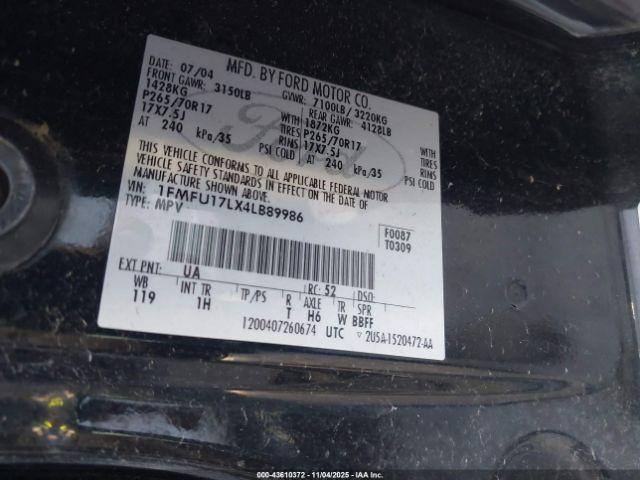 MFD. BY FORD MOTOR CO.
DATE: 07/04 GVWR: 7100LB/ 3220KG
FRONT GAWR: 3150LB REAR GAWR: 4128LB
1428KG WITH 1872KG WITH
P265/70R17 TIRES P265/70R17 TIRES
17X7.5J RIMS 17X7.5J RIMS
AT 240 kPa/35 PSI COLD AT 240 kPa/35 PSI COLD
THIS VEHICLE CONFORMS TO ALL APPLICABLE FEDERAL MOTOR
VEHICLE SAFETY STANDARDS IN EFFECT ON THE DATE OF
MANUFACTURE SHOWN ABOVE.
VIN: 1FMFU17LX4LB89986
TYPE: MPV
F0087
T0309
EXT PNT: UA RC: 52 DSO:
WB INT TR TP/PS R AXLE TR SPR
119 1H T H6 W BBFF
1200407260674 UTC ▽ 2U5A-1520472-AA
Ford
000-43610372 - 11/04/2025 - IAA Inc.